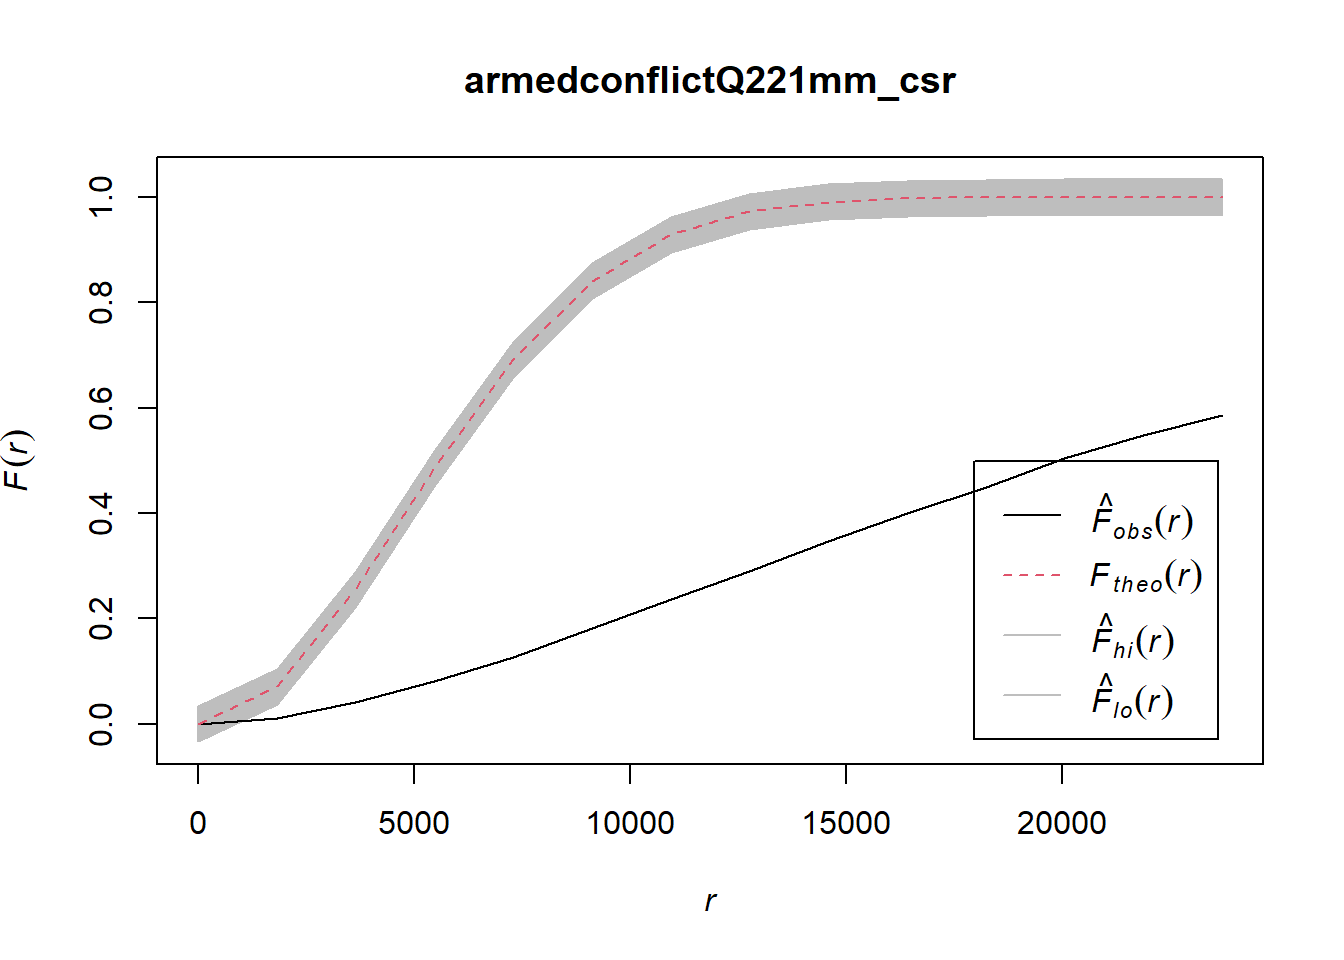 armedconflictQ221mm_csr
F(r)
1.0
0.8
0.6
0.4
0.2
0.0
F̂obs(r)
Ftheo(r)
F̂hi(r)
F̂lo(r)
0 5000 10000 15000 20000
r